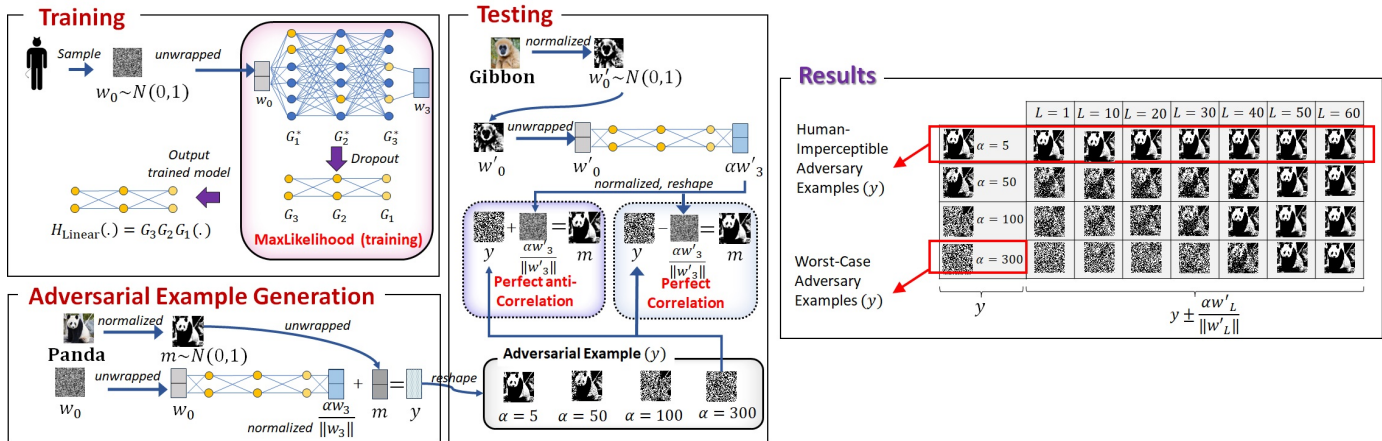 Training
Sample
unwrapped
w₀~N(0,1)
w₀
w₃
G₁* G₂* G₃*
Dropout
Output
trained model
G₃ G₂ G₁
H_Linear(.) = G₃G₂G₁(.)
MaxLikelihood (training)
Adversarial Example Generation
normalized
unwrapped
Panda
m~N(0,1)
unwrapped
w₀
w₀
+
=
reshape
αw₃
‖w₃‖
m
y
normalized
Testing
normalized
Gibbon
w′₀~N(0,1)
unwrapped
w′₀
w′₀
αw′₃
normalized, reshape
+
=
y
αw′₃
‖w′₃‖
m
Perfect anti-
Correlation
−
=
y
αw′₃
‖w′₃‖
m
Perfect
Correlation
Adversarial Example (y)
α = 5 α = 50 α = 100 α = 300
Results
L = 1 L = 10 L = 20 L = 30 L = 40 L = 50 L = 60
Human-
Imperceptible
Adversary
Examples (y)
α = 5
α = 50
α = 100
α = 300
Worst-Case
Adversary
Examples (y)
y
y ± αw′_L
‖w′_L‖